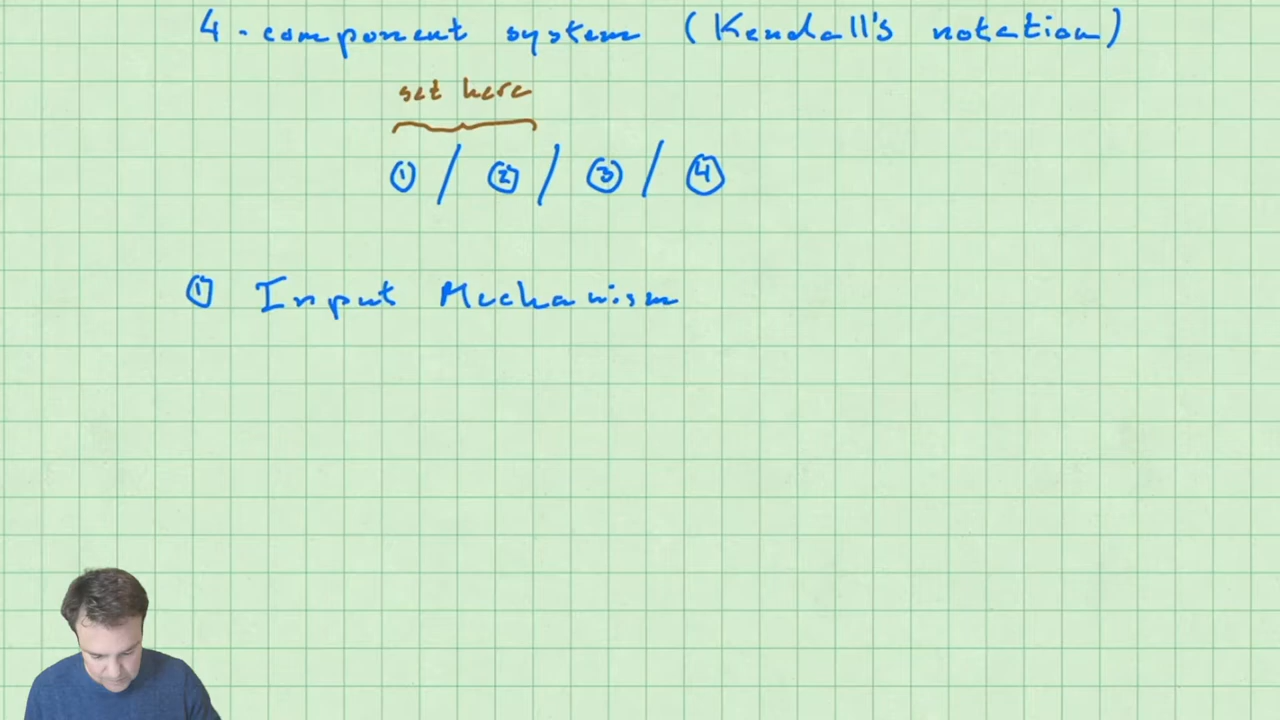 4-component system (Kendall's notation)
set here
① / ② / ③ / ④
① Input Mechanism